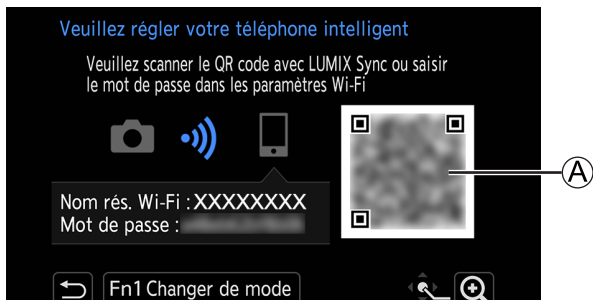 Veuillez régler votre téléphone intelligent
Veuillez scanner le QR code avec LUMIX Sync ou saisir
le mot de passe dans les paramètres Wi-Fi
Nom rés. Wi-Fi : XXXXXXXX
Mot de passe :
Fn1 Changer de mode
A